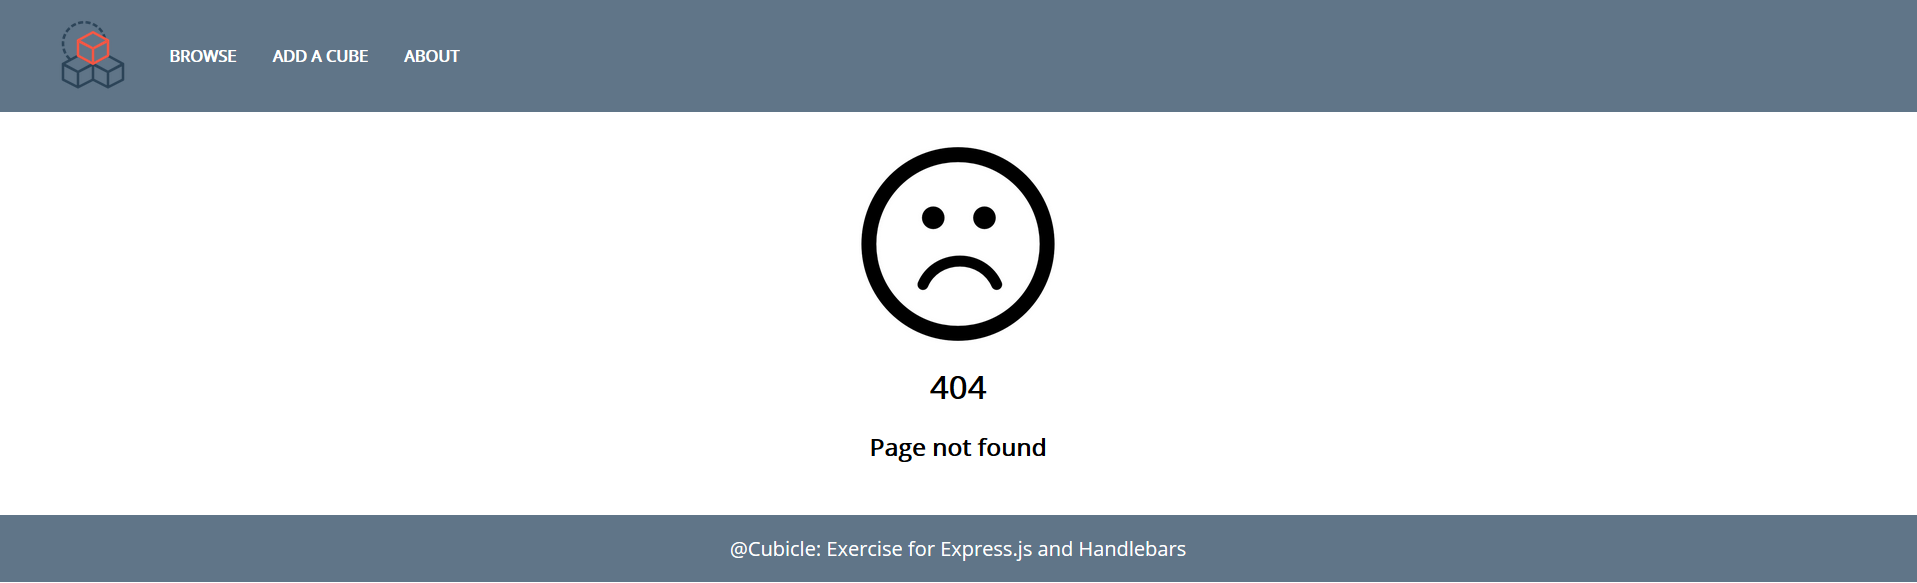 BROWSE ADD A CUBE ABOUT
404
Page not found
@Cubicle: Exercise for Express.js and Handlebars